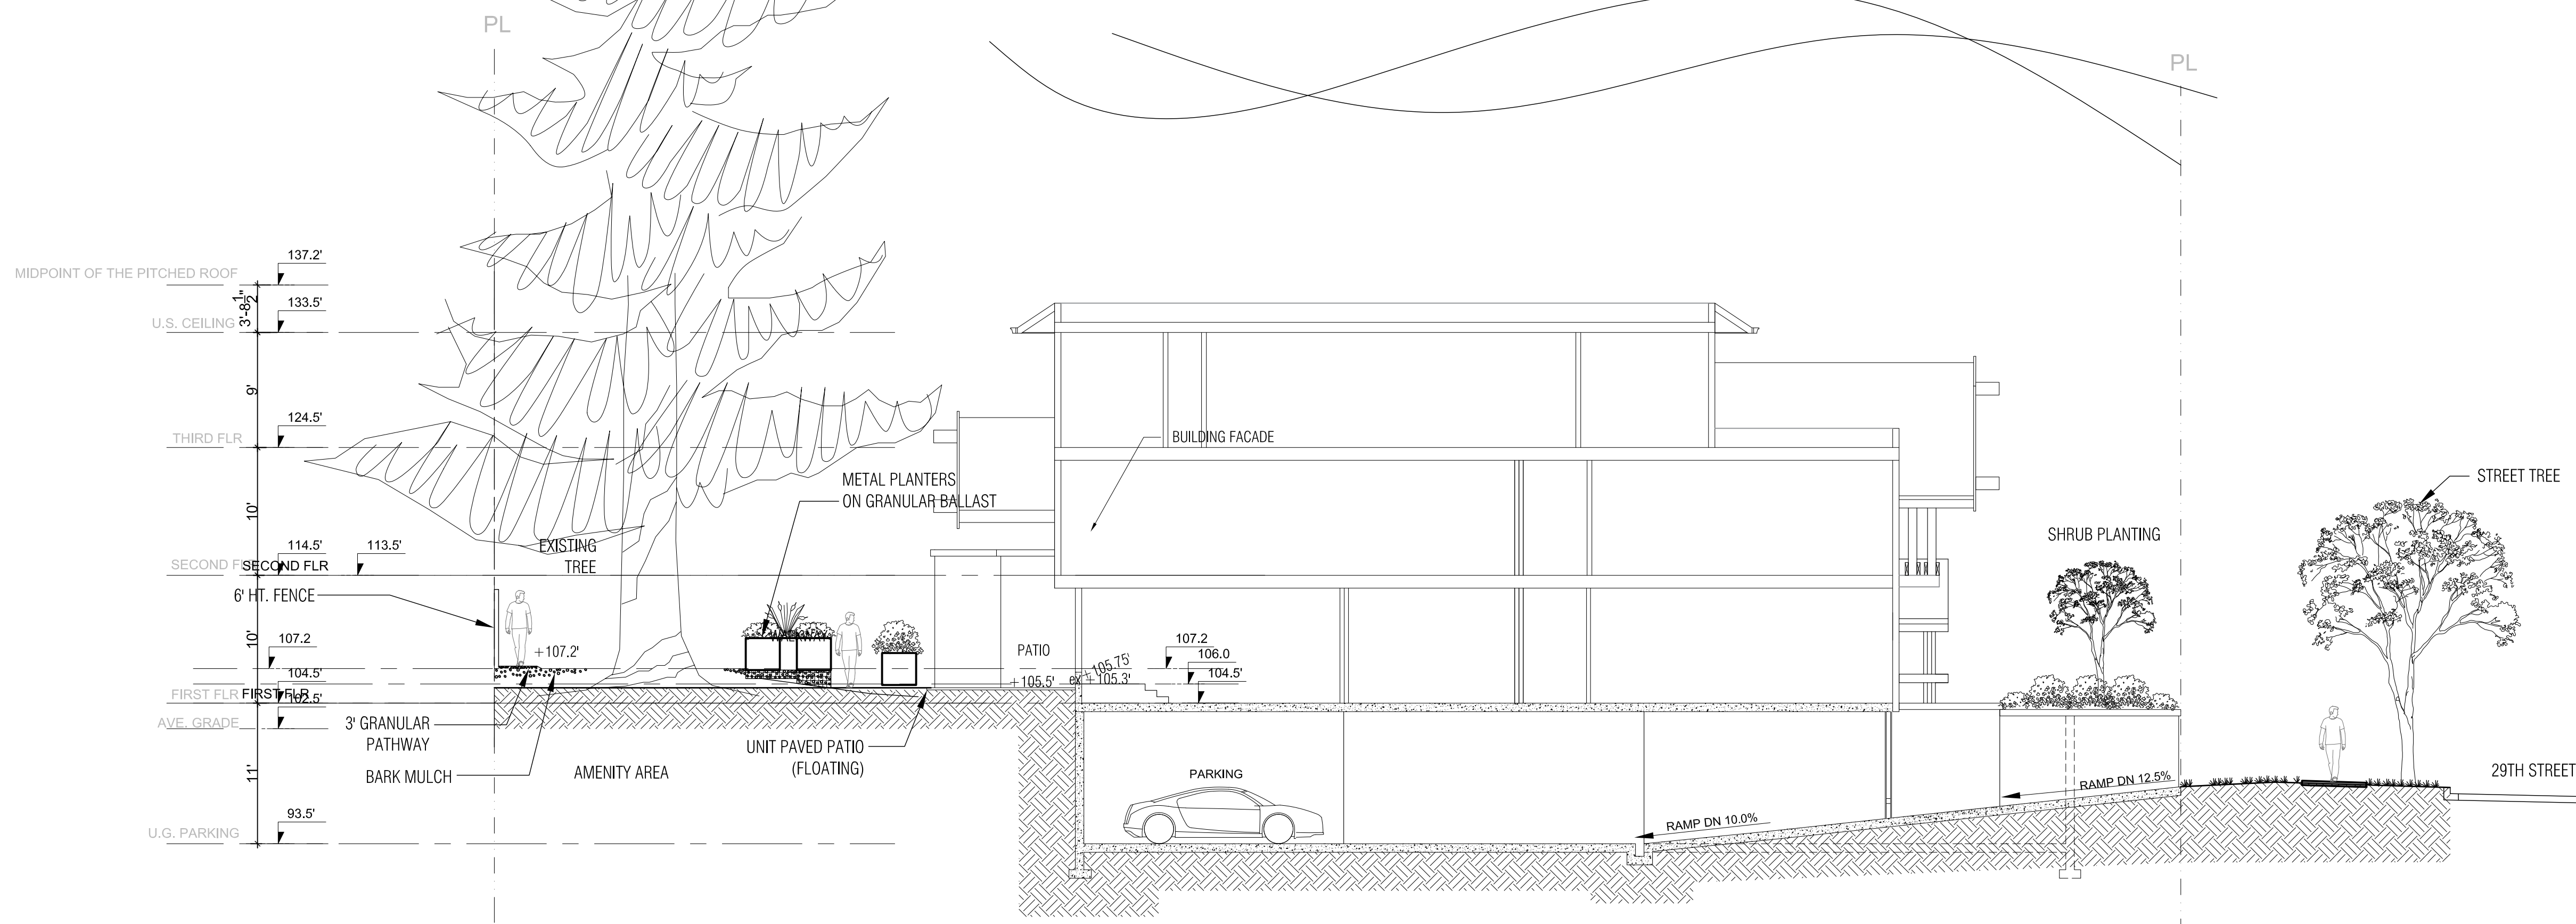 PL
PL
137.2'
MIDPOINT OF THE PITCHED ROOF
3'-8 1/2"
133.5'
U.S. CEILING
9'
124.5'
THIRD FLR
BUILDING FACADE
METAL PLANTERS
ON GRANULAR BALLAST
STREET TREE
10'
SHRUB PLANTING
114.5'
113.5'
EXISTING
TREE
SECOND FLR
SECOND FLR
6' HT. FENCE
10'
107.2
+107.2'
PATIO
107.2
106.0
+105.75'
ex +105.3'
+105.5'
104.5'
104.5'
FIRST FLR
FIRST FLR
102.5'
AVE. GRADE
3' GRANULAR
PATHWAY
UNIT PAVED PATIO
(FLOATING)
BARK MULCH
AMENITY AREA
11'
PARKING
RAMP DN 12.5%
29TH STREET
93.5'
U.G. PARKING
RAMP DN 10.0%